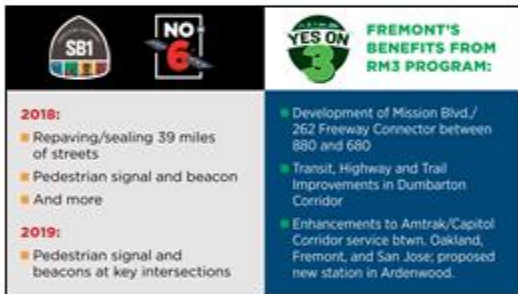 SB1
NO
6
YES ON
3
FREMONT'S
BENEFITS FROM
RM3 PROGRAM:
2018:
Repaving/sealing 39 miles
of streets
Pedestrian signal and beacon
And more
2019:
Pedestrian signal and
beacons at key intersections
Development of Mission Blvd./
262 Freeway Connector between
880 and 680
Transit, Highway and Trail
Improvements in Dumbarton
Corridor
Enhancements to Amtrak/Capitol
Corridor service btwn. Oakland,
Fremont, and San Jose; proposed
new station in Ardenwood.